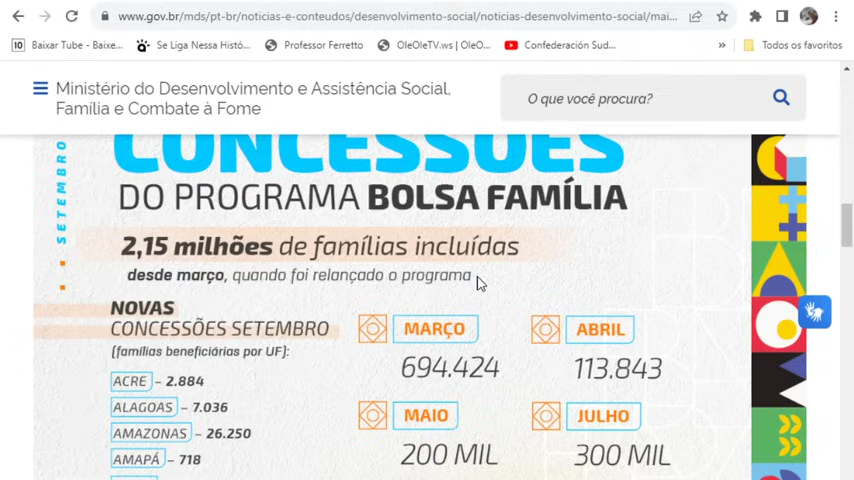 www.gov.br/mds/pt-br/noticias-e-conteudos/desenvolvimento-social/noticias-desenvolvimento-social/mai...
Baixar Tube - Baixe...
Se Liga Nessa Histó...
Professor Ferretto
OleOleTV.ws | OleO...
Confederación Sud...
»
Todos os favoritos
Ministério do Desenvolvimento e Assistência Social,
Família e Combate à Fome
O que você procura?
SETEMBRO
CONCESSÕES
DO PROGRAMA BOLSA FAMÍLIA
2,15 milhões de famílias incluídas
desde março, quando foi relançado o programa
NOVAS
CONCESSÕES SETEMBRO
(famílias beneficiárias por UF):
ACRE – 2.884
ALAGOAS – 7.036
AMAZONAS – 26.250
AMAPÁ – 718
MARÇO
694.424
ABRIL
113.843
MAIO
200 MIL
JULHO
300 MIL